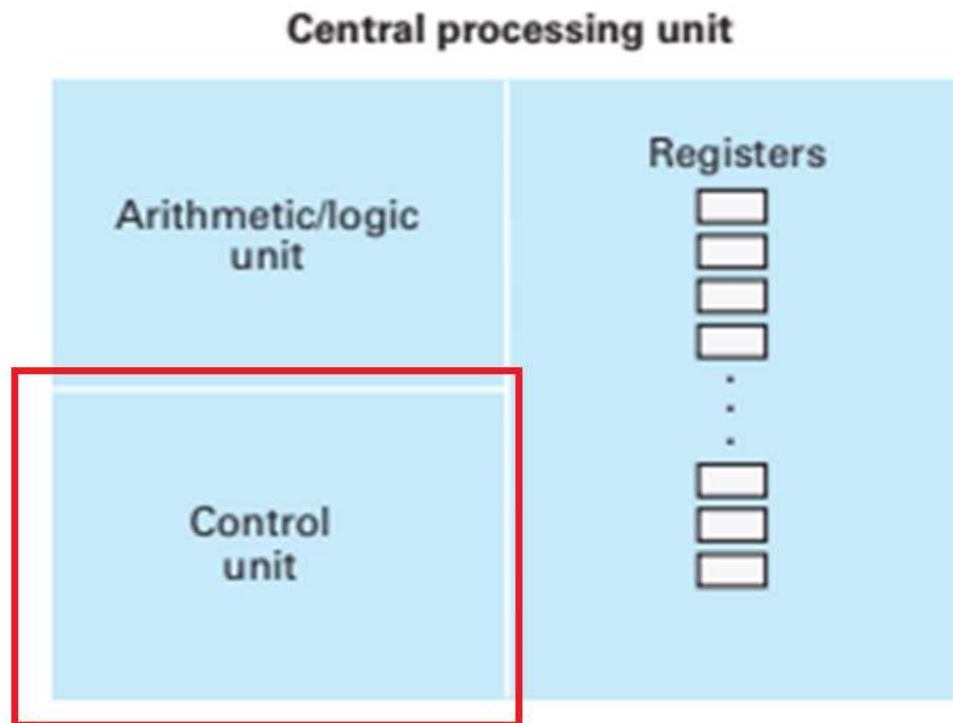 Central processing unit
Arithmetic/logic
unit
Registers
Control
unit